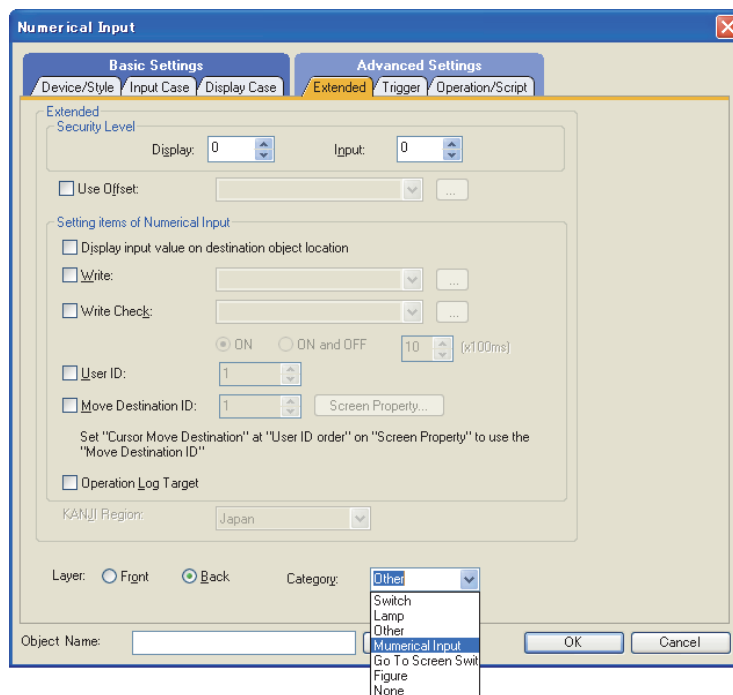 Numerical Input
Basic Settings Advanced Settings
Device/Style Input Case Display Case Extended Trigger Operation/Script
Extended
Security Level
Display: 0 Input: 0
Use Offset: ...
Setting items of Numerical Input
Display input value on destination object location
Write: ...
Write Check: ...
ON ON and OFF 10 (x100ms)
User ID: 1
Move Destination ID: 1 Screen Property...
Set "Cursor Move Destination" at "User ID order" on "Screen Property" to use the
"Move Destination ID"
Operation Log Target
KANJI Region: Japan
Layer: Front Back Category: Other
Switch
Lamp
Other
Object Name: Mumerical Input OK Cancel
Go To Screen Swit
Figure
None